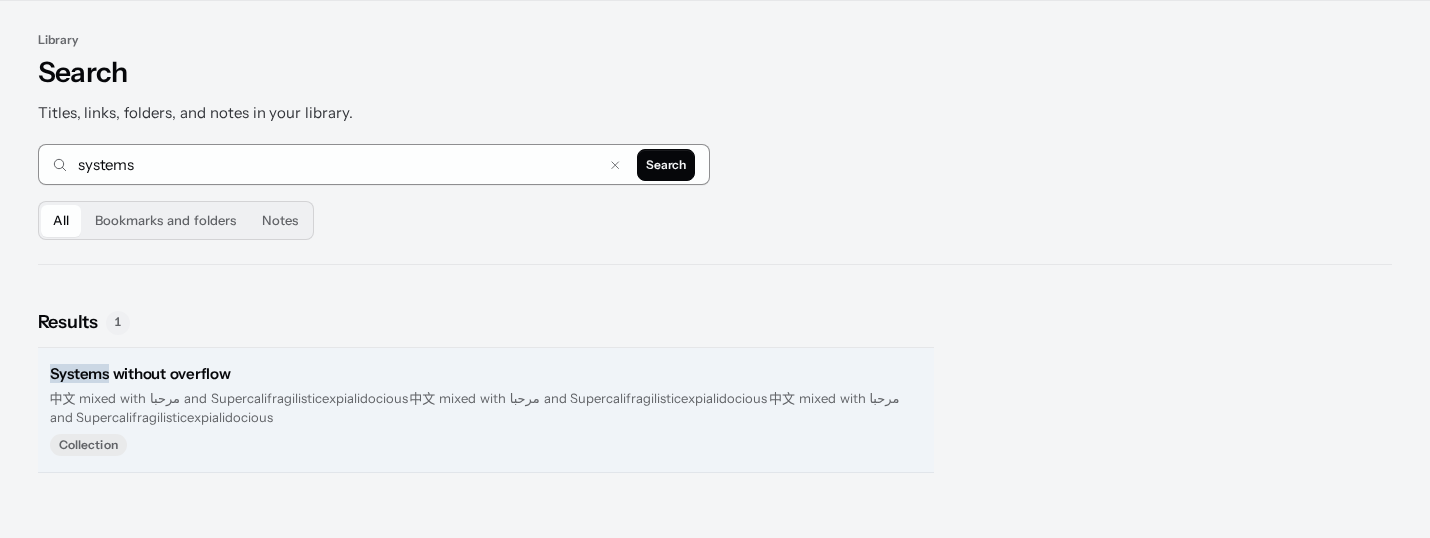 Library
Search
Titles, links, folders, and notes in your library.
systems
Search
All
Bookmarks and folders
Notes
Results 1
Systems without overflow
中文 mixed with مرحبا and Supercalifragilisticexpialidocious中文 mixed with مرحبا and Supercalifragilisticexpialidocious中文 mixed with مرحبا
and Supercalifragilisticexpialidocious
Collection